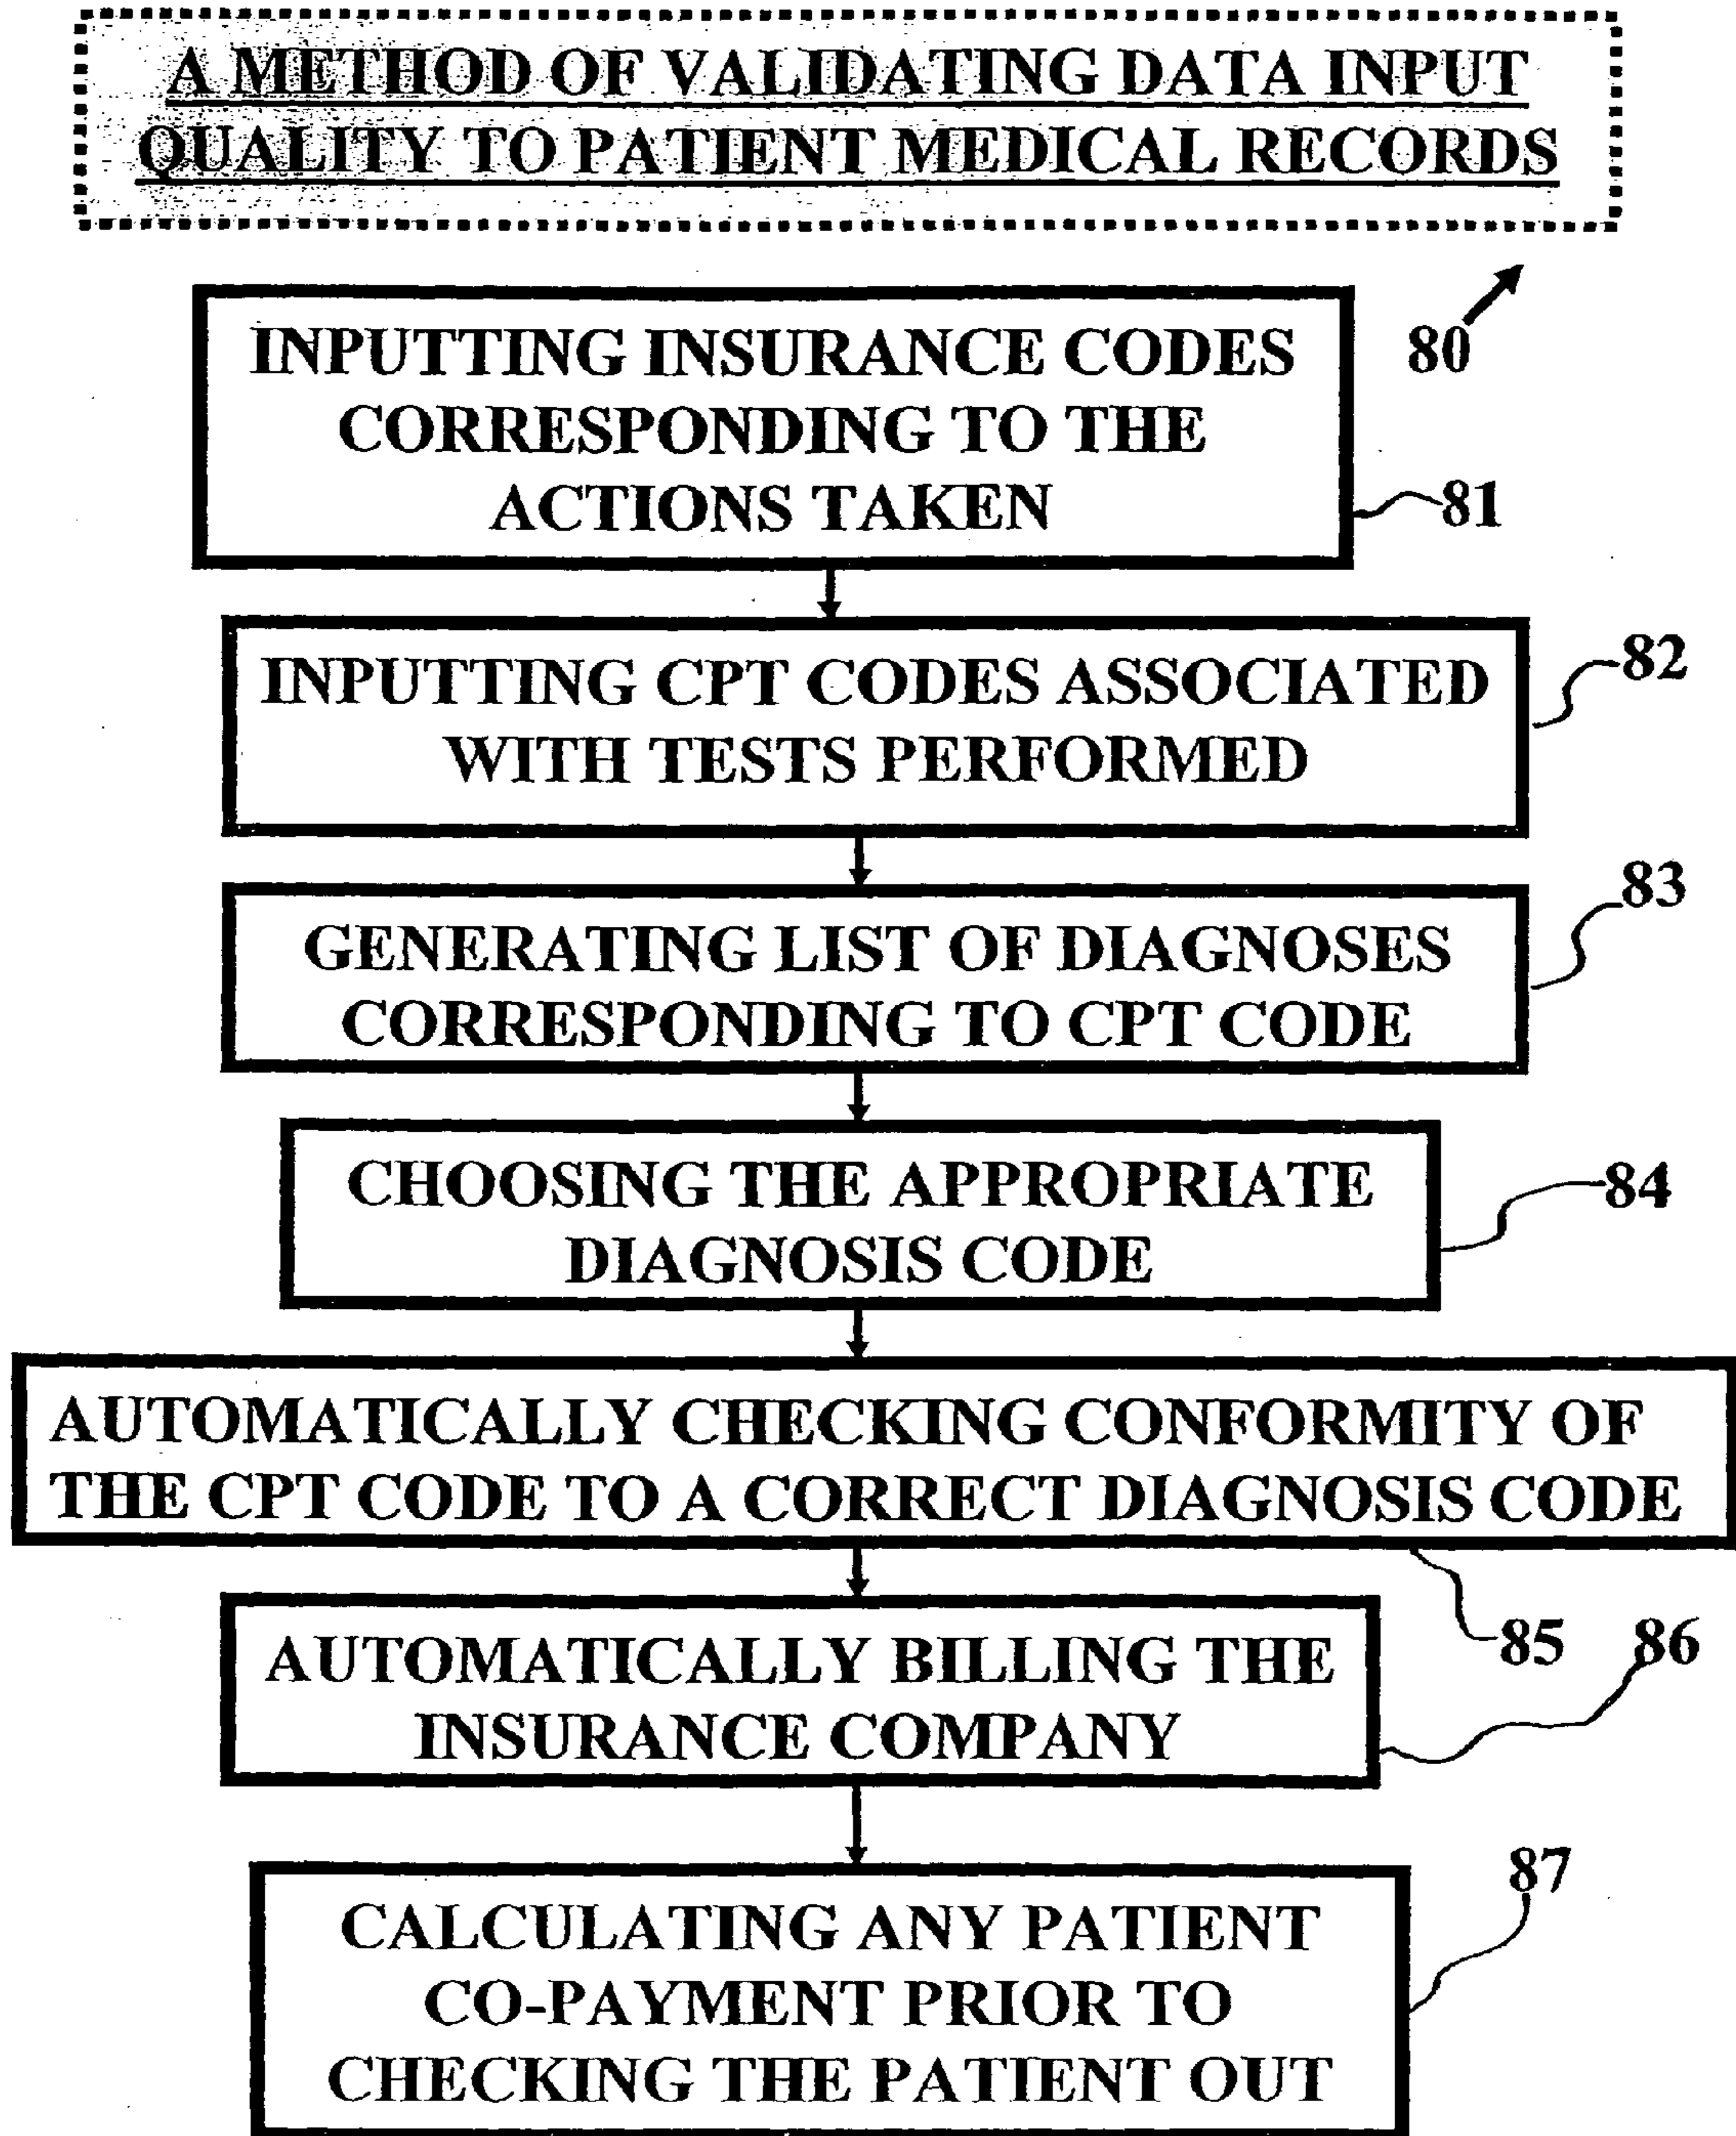 A METHOD OF VALIDATING DATA INPUT
QUALITY TO PATIENT MEDICAL RECORDS
80
INPUTTING INSURANCE CODES
CORRESPONDING TO THE
ACTIONS TAKEN
81
INPUTTING CPT CODES ASSOCIATED
WITH TESTS PERFORMED
82
GENERATING LIST OF DIAGNOSES
CORRESPONDING TO CPT CODE
83
CHOOSING THE APPROPRIATE
DIAGNOSIS CODE
84
AUTOMATICALLY CHECKING CONFORMITY OF
THE CPT CODE TO A CORRECT DIAGNOSIS CODE
85
AUTOMATICALLY BILLING THE
INSURANCE COMPANY
86
CALCULATING ANY PATIENT
CO-PAYMENT PRIOR TO
CHECKING THE PATIENT OUT
87